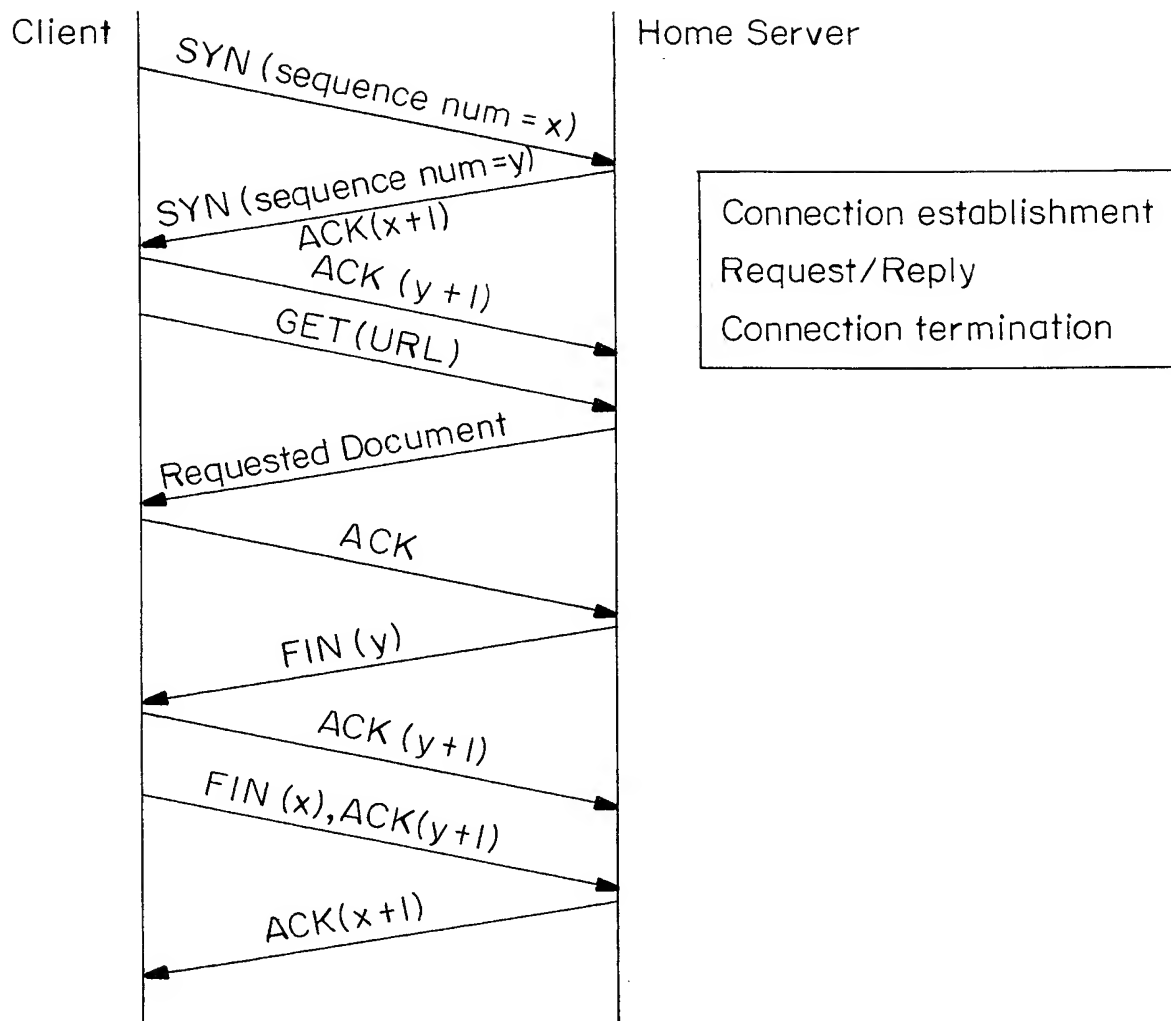 Client
Home Server
SYN (sequence num = x)
SYN (sequence num=y)
ACK(x+1)
ACK (y+1)
GET (URL)
Requested Document
ACK
FIN (y)
ACK (y+1)
FIN (x), ACK(y+1)
ACK(x+1)
Connection establishment
Request/Reply
Connection termination